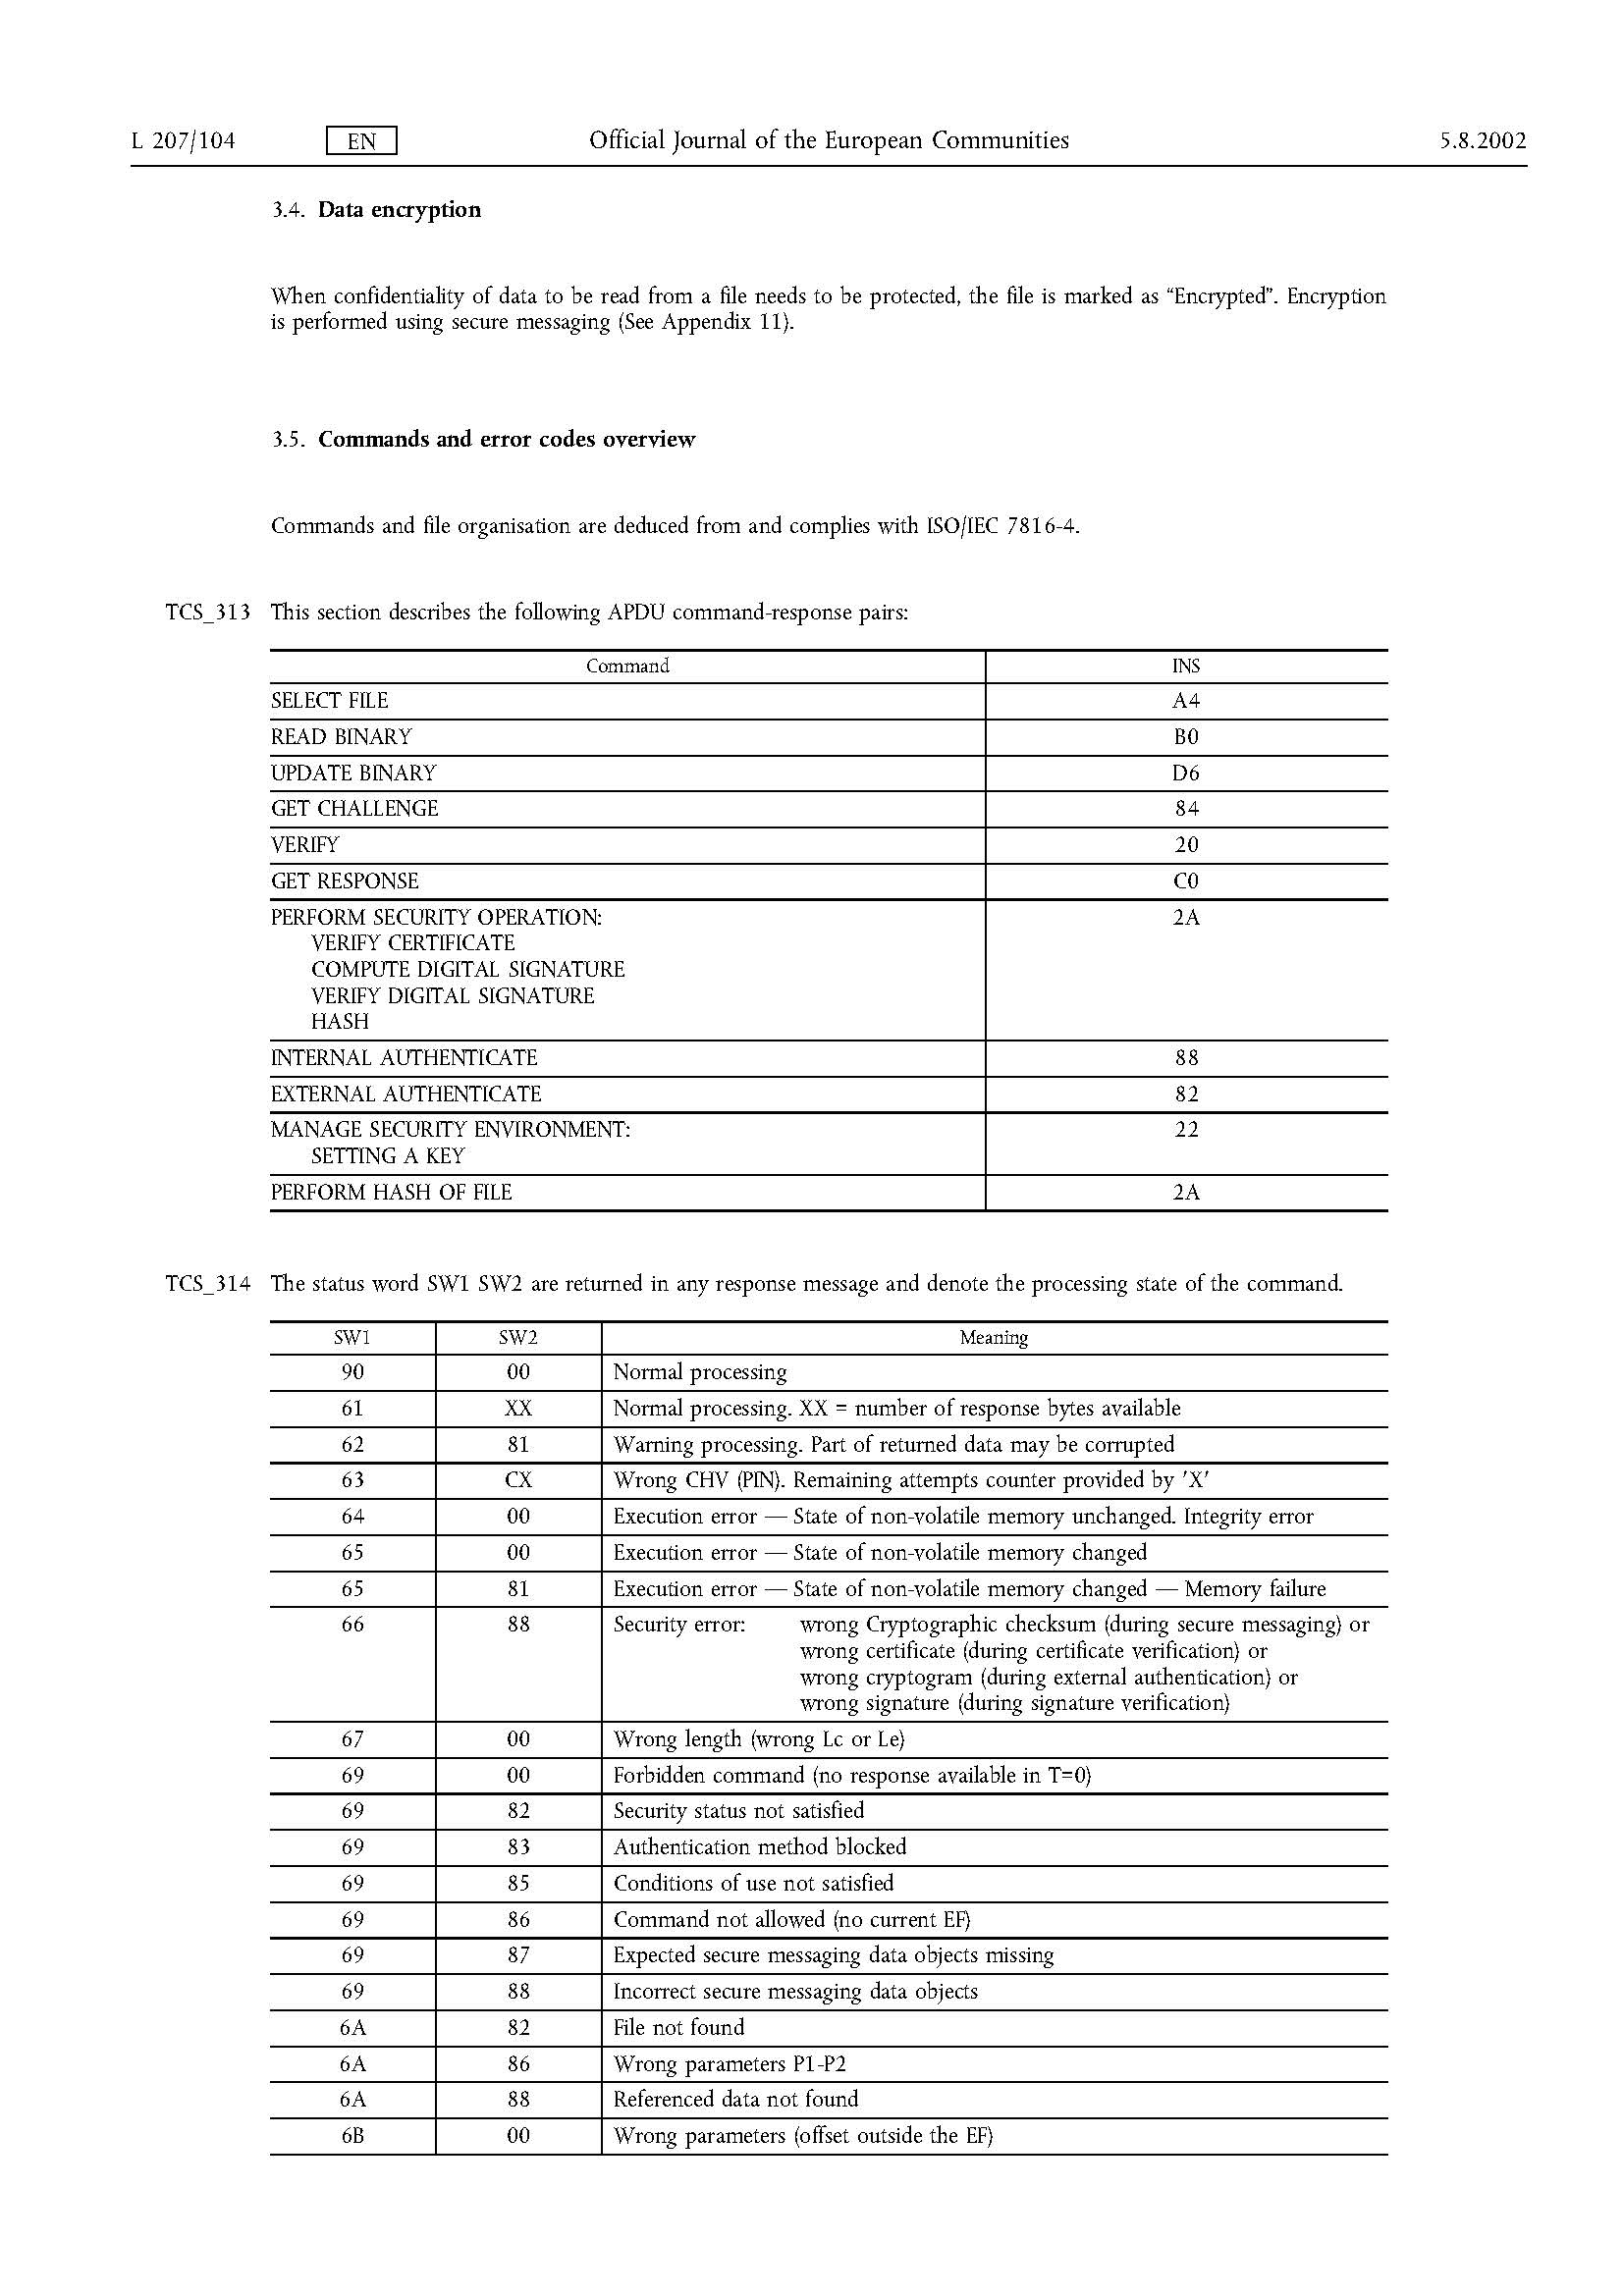 L 207/104 EN Official Journal of the European Communities 5.8.2002
3.4. Data encryption
When confidentiality of data to be read from a file needs to be protected, the file is marked as “Encrypted”. Encryption
is performed using secure messaging (See Appendix 11).
3.5. Commands and error codes overview
Commands and file organisation are deduced from and complies with ISO/IEC 7816-4.
TCS_313 This section describes the following APDU command-response pairs:
Command INS
SELECT FILE A4
READ BINARY B0
UPDATE BINARY D6
GET CHALLENGE 84
VERIFY 20
GET RESPONSE C0
PERFORM SECURITY OPERATION: 2A
VERIFY CERTIFICATE
COMPUTE DIGITAL SIGNATURE
VERIFY DIGITAL SIGNATURE
HASH
INTERNAL AUTHENTICATE 88
EXTERNAL AUTHENTICATE 82
MANAGE SECURITY ENVIRONMENT: 22
SETTING A KEY
PERFORM HASH OF FILE 2A
TCS_314 The status word SW1 SW2 are returned in any response message and denote the processing state of the command.
SW1 SW2 Meaning
90 00 Normal processing
61 XX Normal processing. XX = number of response bytes available
62 81 Warning processing. Part of returned data may be corrupted
63 CX Wrong CHV (PIN). Remaining attempts counter provided by 'X'
64 00 Execution error — State of non-volatile memory unchanged. Integrity error
65 00 Execution error — State of non-volatile memory changed
65 81 Execution error — State of non-volatile memory changed — Memory failure
66 88 Security error: wrong Cryptographic checksum (during secure messaging) or
wrong certificate (during certificate verification) or
wrong cryptogram (during external authentication) or
wrong signature (during signature verification)
67 00 Wrong length (wrong Lc or Le)
69 00 Forbidden command (no response available in T=0)
69 82 Security status not satisfied
69 83 Authentication method blocked
69 85 Conditions of use not satisfied
69 86 Command not allowed (no current EF)
69 87 Expected secure messaging data objects missing
69 88 Incorrect secure messaging data objects
6A 82 File not found
6A 86 Wrong parameters P1-P2
6A 88 Referenced data not found
6B 00 Wrong parameters (offset outside the EF)